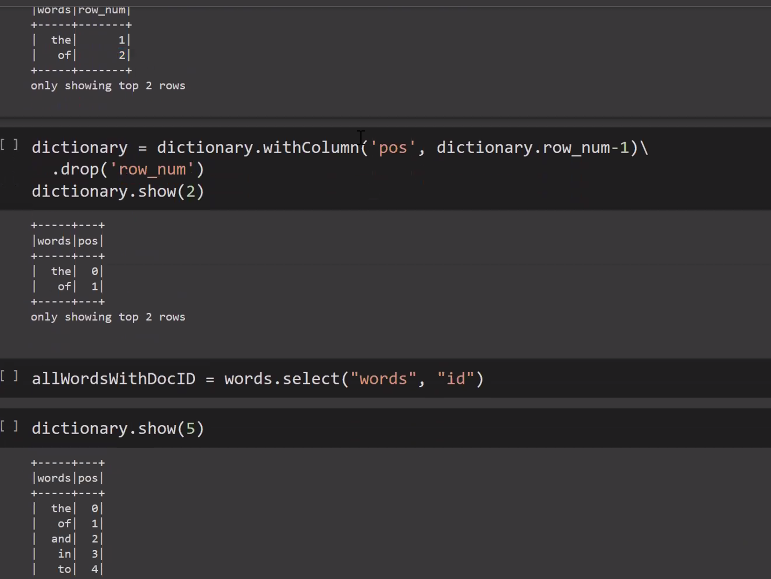 |words|row_num|
+-----+-------+
|  the|      1|
|   of|      2|
+-----+-------+
only showing top 2 rows
[ ] dictionary = dictionary.withColumn('pos', dictionary.row_num-1)\
.drop('row_num')
dictionary.show(2)
+-----+---+
|words|pos|
+-----+---+
|  the|  0|
|   of|  1|
+-----+---+
only showing top 2 rows
[ ] allWordsWithDocID = words.select("words", "id")
[ ] dictionary.show(5)
+-----+---+
|words|pos|
+-----+---+
|  the|  0|
|   of|  1|
|  and|  2|
|   in|  3|
|   to|  4|